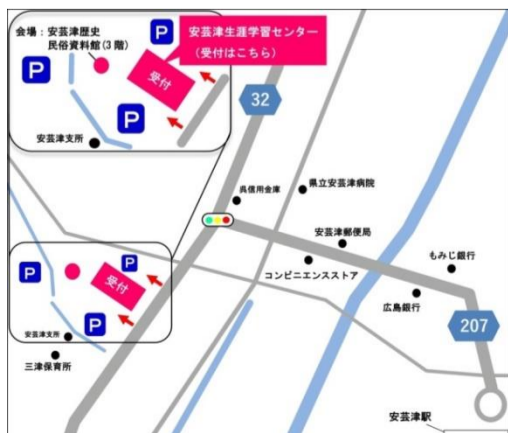 会場：安芸津歴史
民俗資料館(3階)
安芸津生涯学習センター
（受付はこちら）
P
P
P
受付
安芸津支所
32
呉信用金庫
県立安芸津病院
安芸津郵便局
コンビニエンスストア
もみじ銀行
広島銀行
207
安芸津駅
P
P
P
受付
安芸津支所
三津保育所